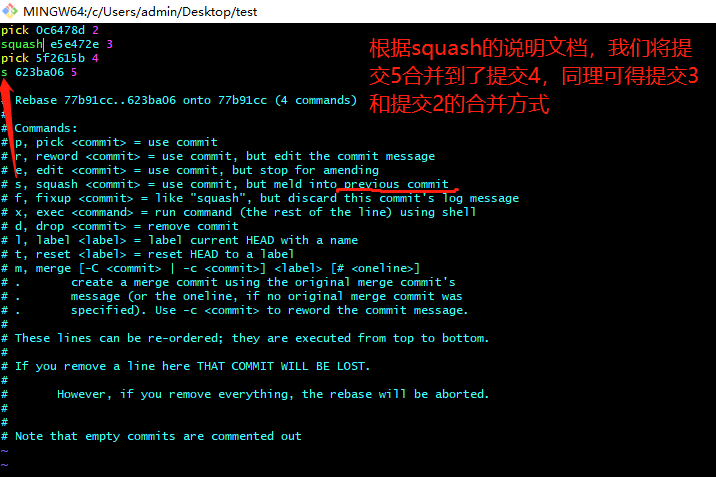 MINGW64:/c/Users/admin/Desktop/test
pick 0c6478d 2
squash e5e472e 3
pick 5f2615b 4
s 623ba06 5
根据squash的说明文档，我们将提
交5合并到了提交4，同理可得提交3
和提交2的合并方式
# Rebase 77b91cc..623ba06 onto 77b91cc (4 commands)
#
# Commands:
# p, pick <commit> = use commit
# r, reword <commit> = use commit, but edit the commit message
# e, edit <commit> = use commit, but stop for amending
# s, squash <commit> = use commit, but meld into previous commit
# f, fixup <commit> = like "squash", but discard this commit's log message
# x, exec <command> = run command (the rest of the line) using shell
# d, drop <commit> = remove commit
# l, label <label> = label current HEAD with a name
# t, reset <label> = reset HEAD to a label
# m, merge [-C <commit> | -c <commit>] <label> [# <oneline>]
# .       create a merge commit using the original merge commit's
# .       message (or the oneline, if no original merge commit was
# .       specified). Use -c <commit> to reword the commit message.
#
# These lines can be re-ordered; they are executed from top to bottom.
#
# If you remove a line here THAT COMMIT WILL BE LOST.
#
#       However, if you remove everything, the rebase will be aborted.
#
#
# Note that empty commits are commented out
~
~